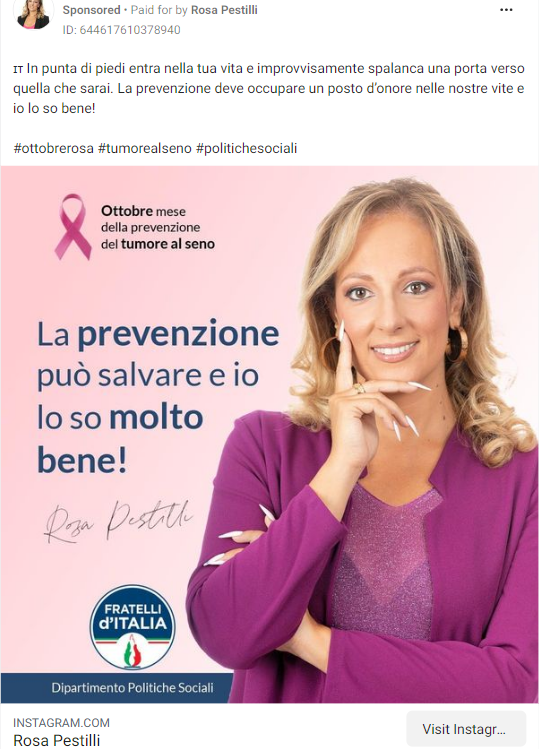 Sponsored • Paid for by Rosa Pestilli
ID: 644617610378940
IT In punta di piedi entra nella tua vita e improvvisamente spalanca una porta verso
quella che sarai. La prevenzione deve occupare un posto d'onore nelle nostre vite e
io lo so bene!
#ottobrerosa #tumorealseno #politichesociali
Ottobre mese
della prevenzione
del tumore al seno
La prevenzione
può salvare e io
lo so molto
bene!
Rosa Pestilli
FRATELLI
d'ITALIA
Dipartimento Politiche Sociali
INSTAGRAM.COM
Rosa Pestilli
Visit Instagr...